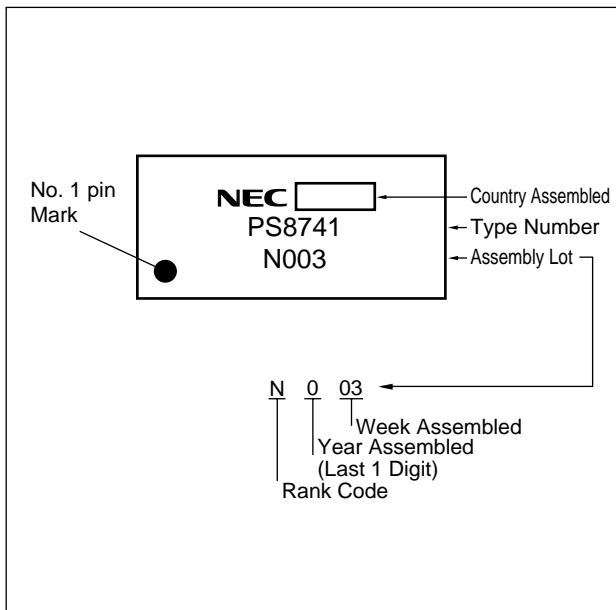 No. 1 pin
Mark
NEC
PS8741
N003
Country Assembled
Type Number
Assembly Lot
N 0 03
Week Assembled
Year Assembled
(Last 1 Digit)
Rank Code